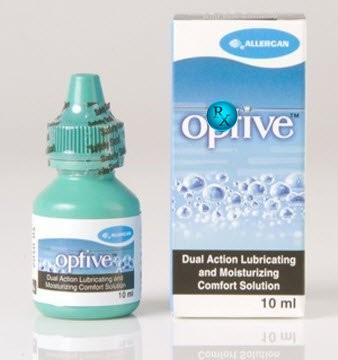 ALLERGAN
optive™
Rx
Dual Action Lubricating
and Moisturizing
Comfort Solution
10 ml
ALLERGAN
optive
Dual Action Lubricating and
Moisturizing Comfort Solution
10 ml